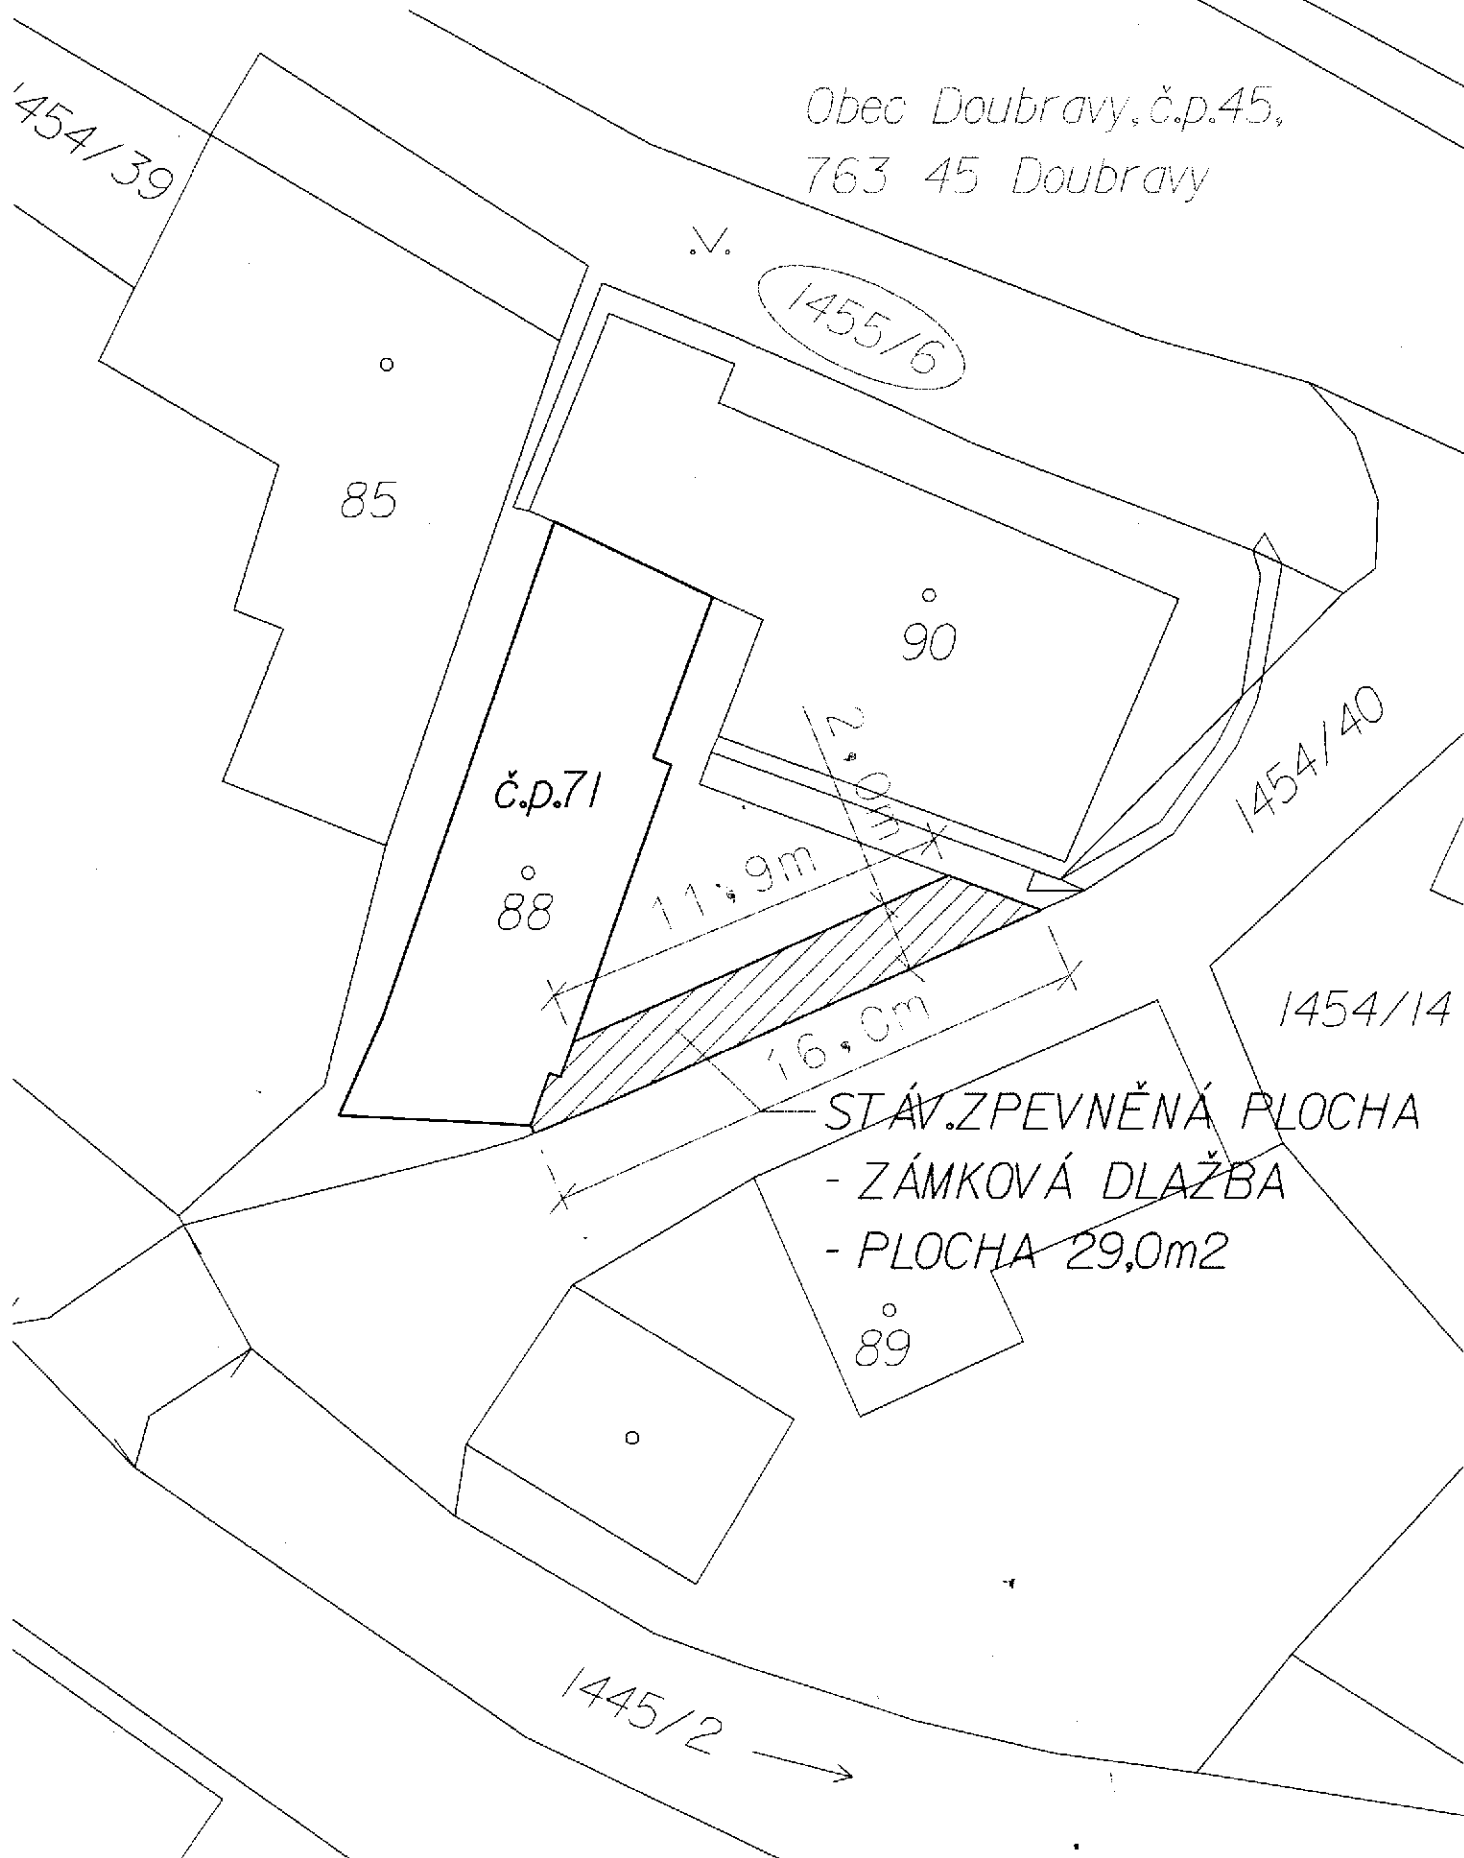 Obec Doubravy, č.p.45,
763 45 Doubravy
1454/39
1455/6
85
90
2,0m
1454/40
č.p.71
11,9m
88
1454/14
16,0m
STÁV.ZPEVNĚNÁ PLOCHA
- ZÁMKOVÁ DLAŽBA
- PLOCHA 29,0m2
89
1445/2